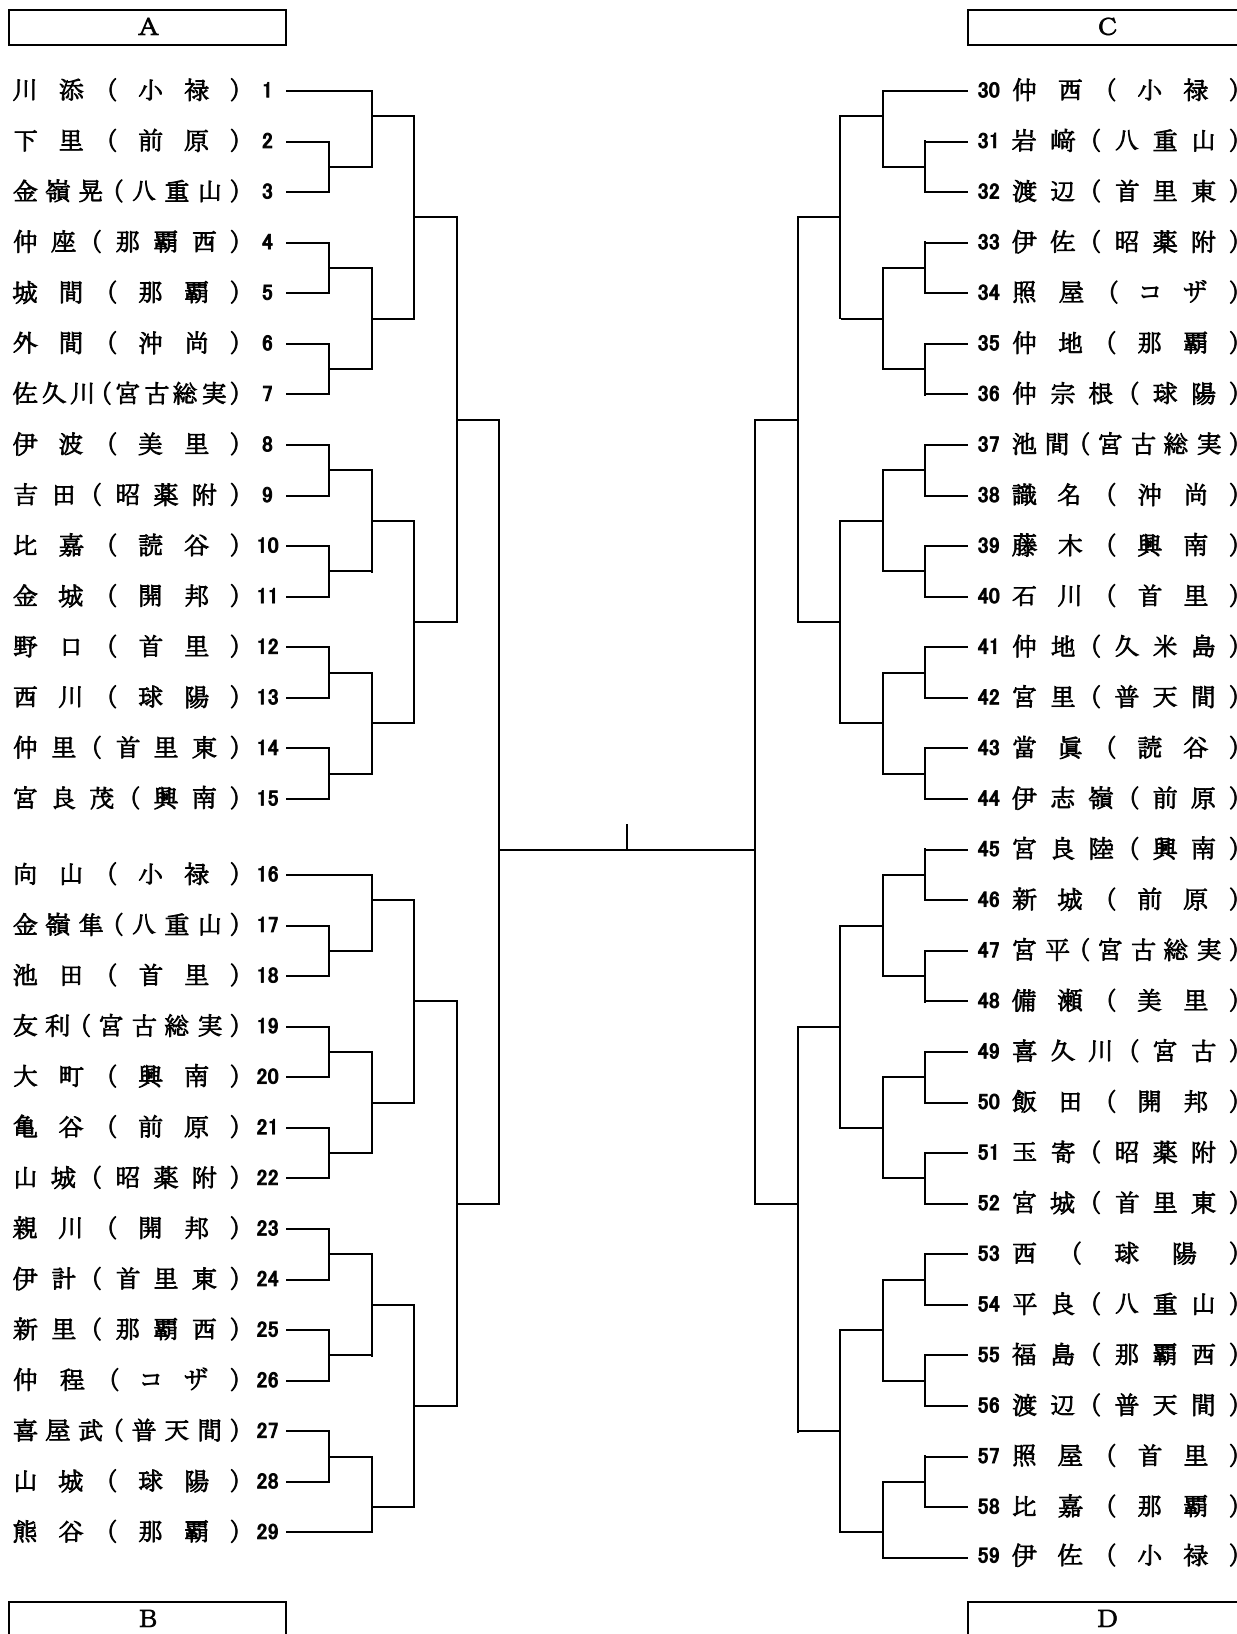 A
川添(小禄) 1
下里(前原) 2
金嶺晃(八重山) 3
仲座(那覇西) 4
城間(那覇) 5
外間(沖尚) 6
佐久川(宮古総実) 7
伊波(美里) 8
吉田(昭薬附) 9
比嘉(読谷) 10
金城(開邦) 11
野口(首里) 12
西川(球陽) 13
仲里(首里東) 14
宮良茂(興南) 15
向山(小禄) 16
金嶺隼(八重山) 17
池田(首里) 18
友利(宮古総実) 19
大町(興南) 20
亀谷(前原) 21
山城(昭薬附) 22
親川(開邦) 23
伊計(首里東) 24
新里(那覇西) 25
仲程(コザ) 26
喜屋武(普天間) 27
山城(球陽) 28
熊谷(那覇) 29
B
C
30 仲西(小禄)
31 岩﨑(八重山)
32 渡辺(首里東)
33 伊佐(昭薬附)
34 照屋(コザ)
35 仲地(那覇)
36 仲宗根(球陽)
37 池間(宮古総実)
38 識名(沖尚)
39 藤木(興南)
40 石川(首里)
41 仲地(久米島)
42 宮里(普天間)
43 當眞(読谷)
44 伊志嶺(前原)
45 宮良陸(興南)
46 新城(前原)
47 宮平(宮古総実)
48 備瀬(美里)
49 喜久川(宮古)
50 飯田(開邦)
51 玉寄(昭薬附)
52 宮城(首里東)
53 西(球陽)
54 平良(八重山)
55 福島(那覇西)
56 渡辺(普天間)
57 照屋(首里)
58 比嘉(那覇)
59 伊佐(小禄)
D